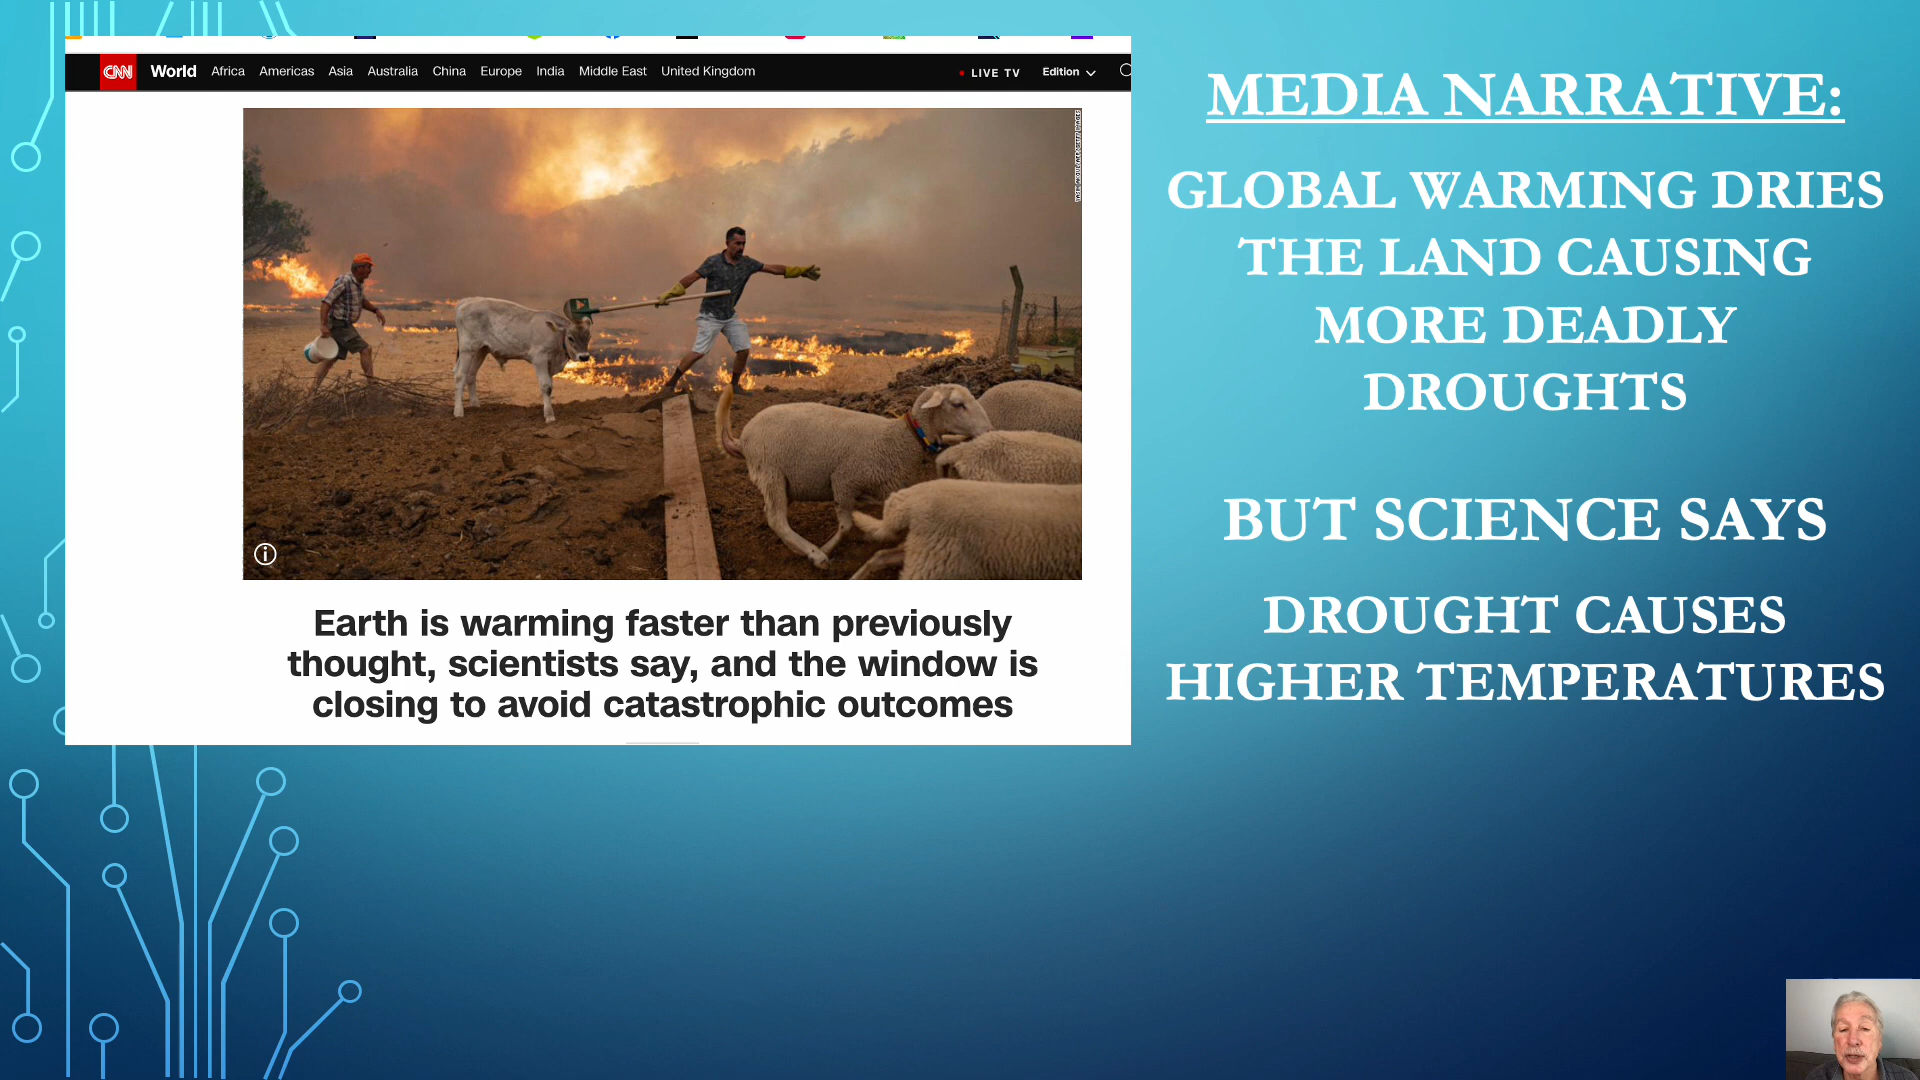 CNN World Africa Americas Asia Australia China Europe India Middle East United Kingdom LIVE TV Edition
Earth is warming faster than previously
thought, scientists say, and the window is
closing to avoid catastrophic outcomes
MEDIA NARRATIVE:
GLOBAL WARMING DRIES
THE LAND CAUSING
MORE DEADLY
DROUGHTS
BUT SCIENCE SAYS
DROUGHT CAUSES
HIGHER TEMPERATURES